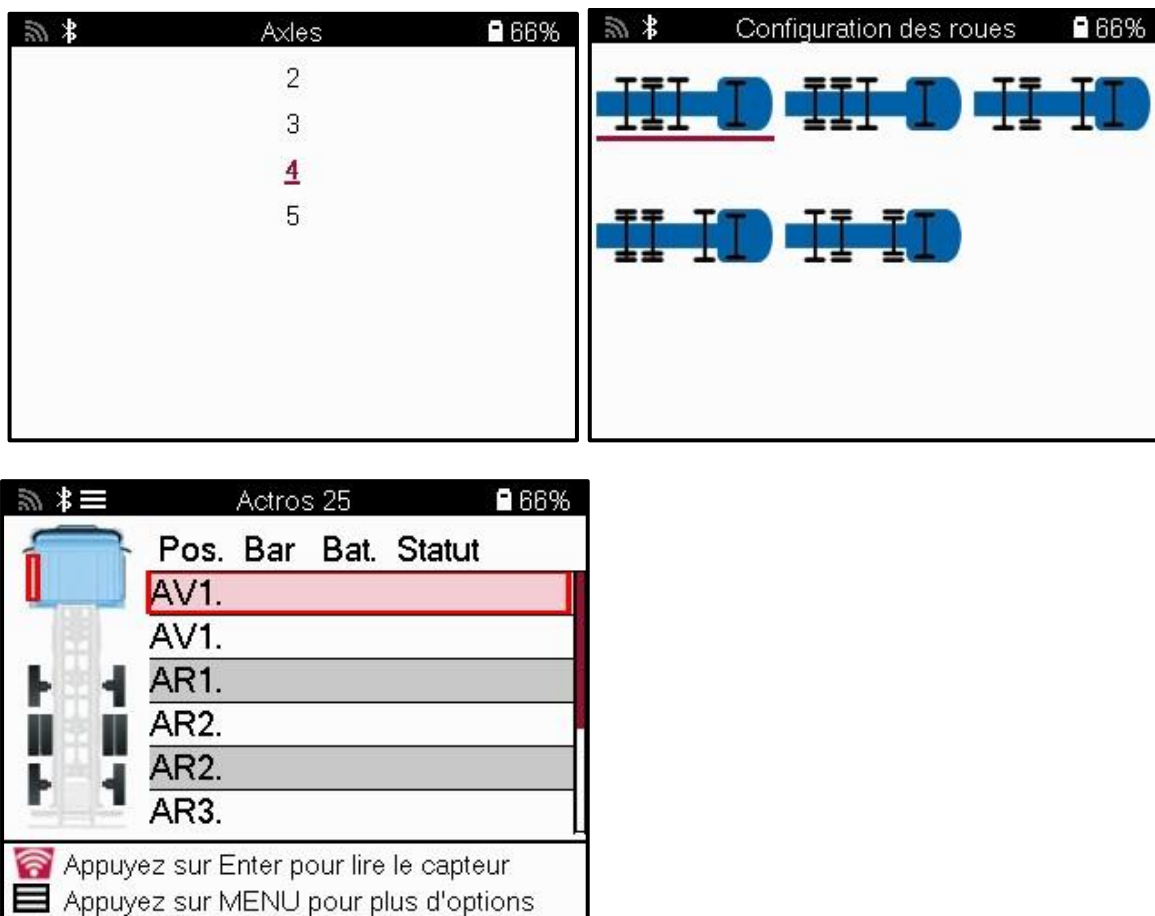 Axles 66%
2
3
4
5
Configuration des roues 66%
Actros 25 66%
Pos. Bar Bat. Statut
AV1.
AV1.
AR1.
AR2.
AR2.
AR3.
Appuyez sur Enter pour lire le capteur
Appuyez sur MENU pour plus d'options